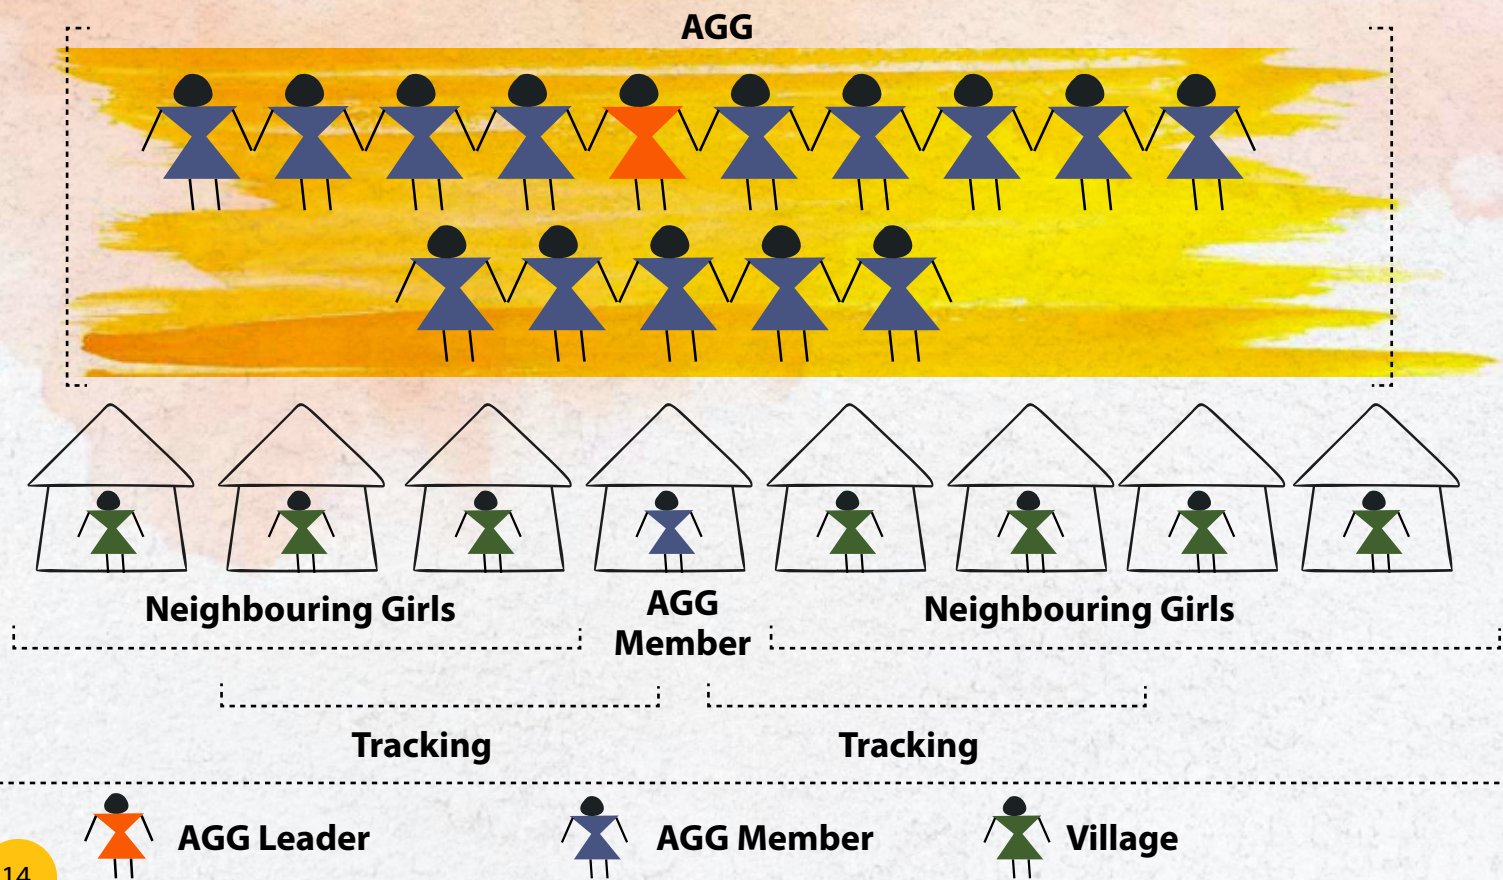 AGG
Neighbouring Girls
AGG
Member
Neighbouring Girls
Tracking
Tracking
AGG Leader
AGG Member
Village
14